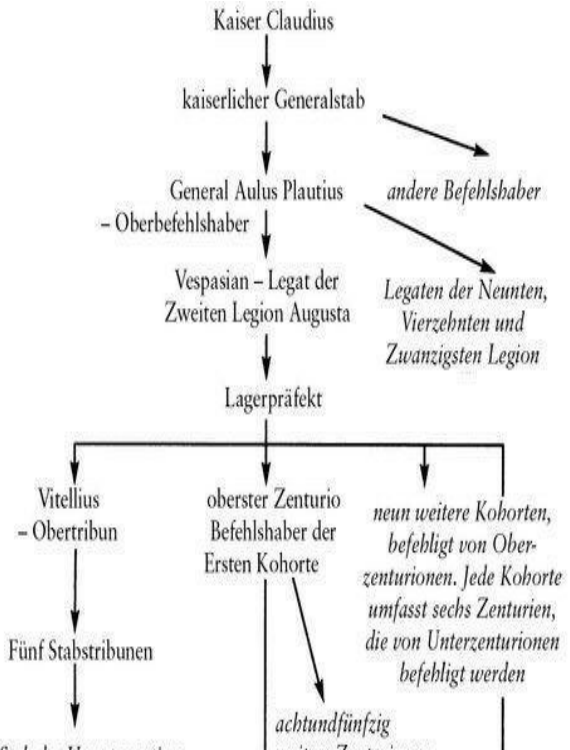 Kaiser Claudius
kaiserlicher Generalstab
General Aulus Plautius
– Oberbefehlshaber
andere Befehlshaber
Vespasian – Legat der
Zweiten Legion Augusta
Legaten der Neunten,
Vierzehnten und
Zwanzigsten Legion
Lagerpräfekt
Vitellius
– Obertribun
oberster Zenturio
Befehlshaber der
Ersten Kohorte
neun weitere Kohorten,
befehligt von Ober-
zenturionen. Jede Kohorte
umfasst sechs Zenturien,
die von Unterzenturionen
befehligt werden
Fünf Stabstribunen
achtundfünfzig